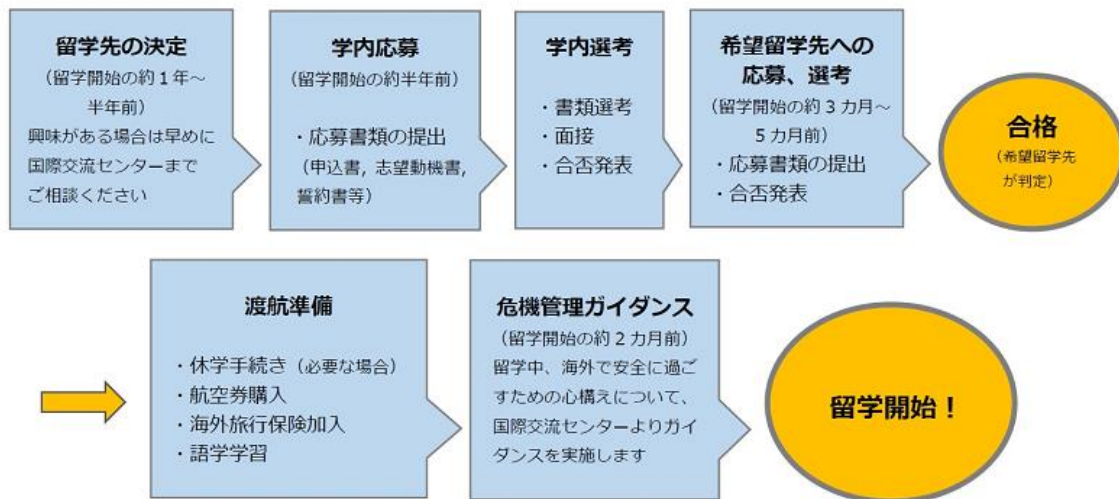 留学先の決定
（留学開始の約１年～
半年前）
興味がある場合は早めに
国際交流センターまで
ご相談ください
学内応募
（留学開始の約半年前）
・応募書類の提出
（申込書, 志望動機書,
誓約書等）
学内選考
・書類選考
・面接
・合否発表
希望留学先への
応募、選考
（留学開始の約３カ月～
５カ月前）
・応募書類の提出
・合否発表
合格
（希望留学先
が判定）
渡航準備
・休学手続き（必要な場合）
・航空券購入
・海外旅行保険加入
・語学学習
危機管理ガイダンス
（留学開始の約２カ月前）
留学中、海外で安全に過ご
すための心構えについて、
国際交流センターよりガイ
ダンスを実施します
留学開始！